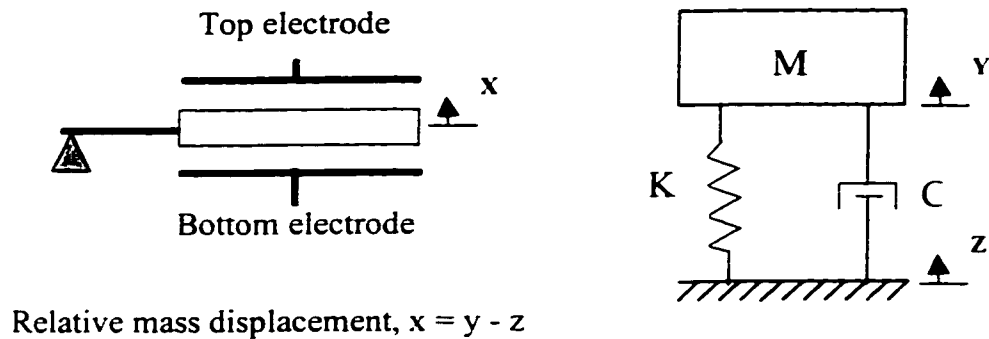 Top electrode
x
Bottom electrode
M
Y
K
C
Z
Relative mass displacement, x = y - z